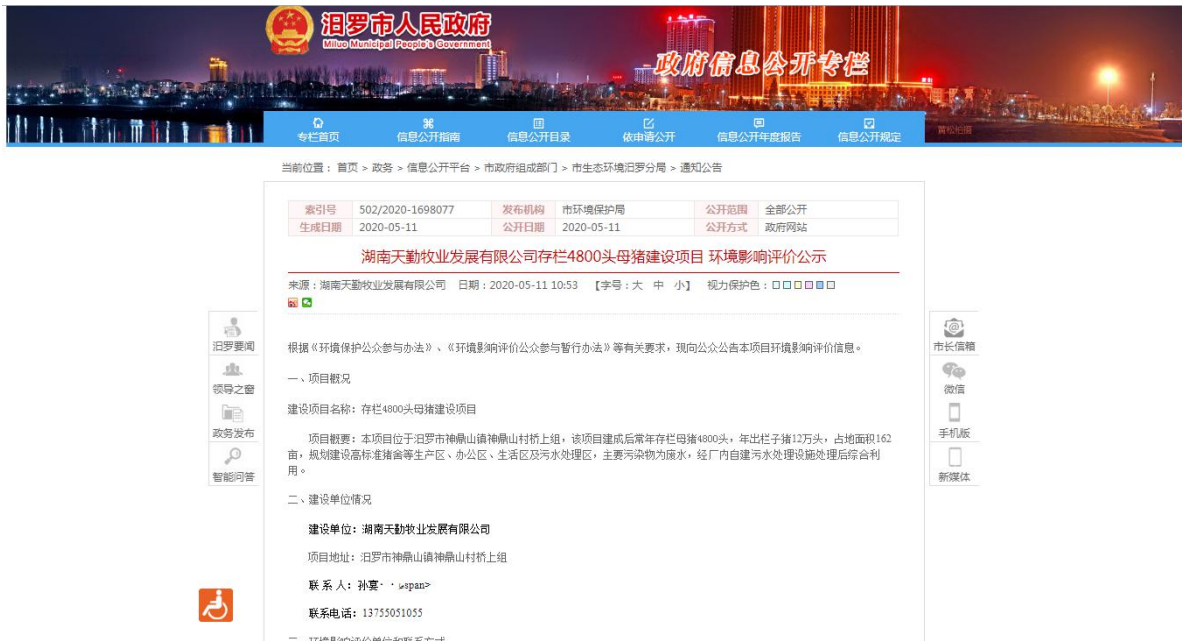 汨罗市人民政府
Miluo Municipal People's Government
政府信息公开专栏
专栏首页 信息公开指南 信息公开目录 依申请公开 信息公开年度报告 信息公开规定
黄松柏摄
当前位置： 首页 > 政务 > 信息公开平台 > 市政府组成部门 > 市生态环境汨罗分局 > 通知公告
索引号 502/2020-1698077 发布机构 市环境保护局 公开范围 全部公开
生成日期 2020-05-11 公开日期 2020-05-11 公开方式 政府网站
湖南天勤牧业发展有限公司存栏4800头母猪建设项目 环境影响评价公示
来源：湖南天勤牧业发展有限公司 日期：2020-05-11 10:53 【字号：大 中 小】 视力保护色：
根据《环境保护公众参与办法》、《环境影响评价公众参与暂行办法》等有关要求，现向公众公告本项目环境影响评价信息。
一、项目概况
建设项目名称：存栏4800头母猪建设项目
项目概要：本项目位于汨罗市神鼎山镇神鼎山村桥上组，该项目建成后常年存栏母猪4800头，年出栏仔猪12万头，占地面积162
亩，规划建设高标准猪舍等生产区、办公区、生活区及污水处理区，主要污染物为废水，经厂内自建污水处理设施处理后综合利
用。
二、建设单位情况
建设单位：湖南天勤牧业发展有限公司
项目地址：汨罗市神鼎山镇神鼎山村桥上组
联 系 人：孙 span>
联系电话：13755051055
汨罗要闻
领导之窗
政务发布
智能问答
市长信箱
微信
手机版
新媒体